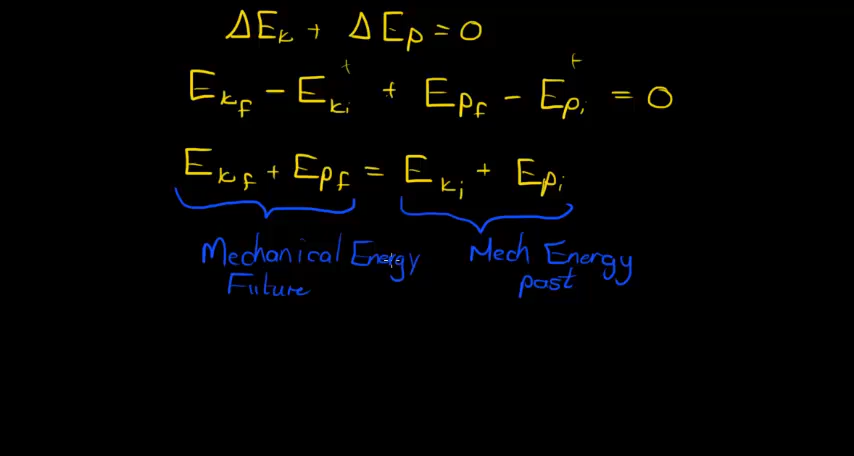 ΔEk + ΔEp = 0
+ +
Ekf - Eki + Epf - Epi = 0
Ekf + Epf = Eki + Epi
Mechanical Energy Mech Energy
Future past